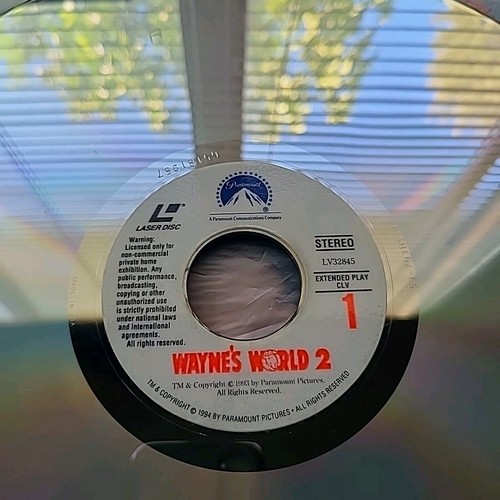 Paramount
A Paramount Communications Company
LASER DISC
Warning:
Licensed only for
non-commercial
private home
exhibition. Any
public performance,
broadcasting,
copying or other
unauthorized use
is strictly prohibited
under national laws
and international
agreements.
All rights reserved.
STEREO
LV32845
EXTENDED PLAY
CLV
1
WAYNE'S WORLD 2
TM & Copyright © 1993 by Paramount Pictures.
All Rights Reserved.
TM & COPYRIGHT © 1994 BY PARAMOUNT PICTURES • ALL RIGHTS RESERVED